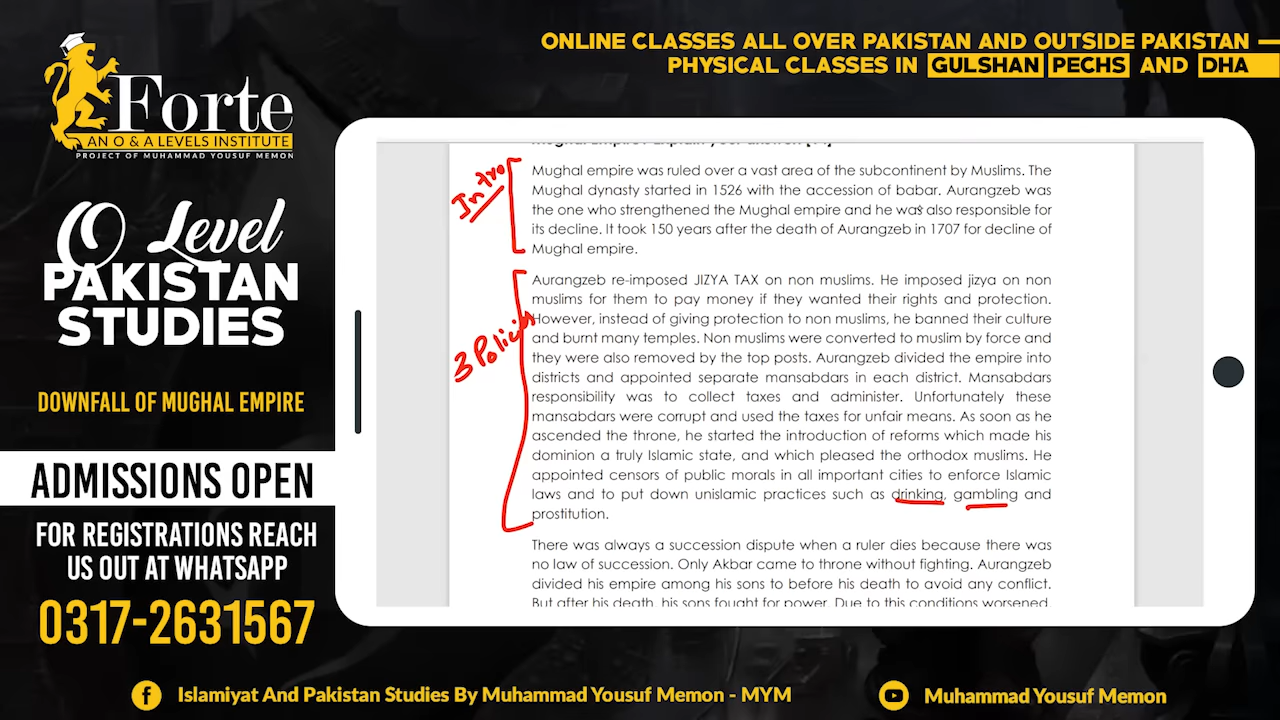 Forte
AN O & A LEVELS INSTITUTE
PROJECT OF MUHAMMAD YOUSUF MEMON
O Level
PAKISTAN
STUDIES
DOWNFALL OF MUGHAL EMPIRE
ADMISSIONS OPEN
FOR REGISTRATIONS REACH
US OUT AT WHATSAPP
0317-2631567
ONLINE CLASSES ALL OVER PAKISTAN AND OUTSIDE PAKISTAN
PHYSICAL CLASSES IN GULSHAN PECHS AND DHA
Intro
Mughal empire was ruled over a vast area of the subcontinent by Muslims. The
Mughal dynasty started in 1526 with the accession of babar. Aurangzeb was
the one who strengthened the Mughal empire and he was also responsible for
its decline. It took 150 years after the death of Aurangzeb in 1707 for decline of
Mughal empire.
3 Policies
Aurangzeb re-imposed JIZYA TAX on non muslims. He imposed jizya on non
muslims for them to pay money if they wanted their rights and protection.
However, instead of giving protection to non muslims, he banned their culture
and burnt many temples. Non muslims were converted to muslim by force and
they were also removed by the top posts. Aurangzeb divided the empire into
districts and appointed separate mansabdars in each district. Mansabdars
responsibility was to collect taxes and administer. Unfortunately these
mansabdars were corrupt and used the taxes for unfair means. As soon as he
ascended the throne, he started the introduction of reforms which made his
dominion a truly Islamic state, and which pleased the orthodox muslims. He
appointed censors of public morals in all important cities to enforce Islamic
laws and to put down unislamic practices such as drinking, gambling and
prostitution.
There was always a succession dispute when a ruler dies because there was
no law of succession. Only Akbar came to throne without fighting. Aurangzeb
divided his empire among his sons to before his death to avoid any conflict.
But after his death, his sons fought for power. Due to this conditions worsened.
Islamiyat And Pakistan Studies By Muhammad Yousuf Memon - MYM
Muhammad Yousuf Memon